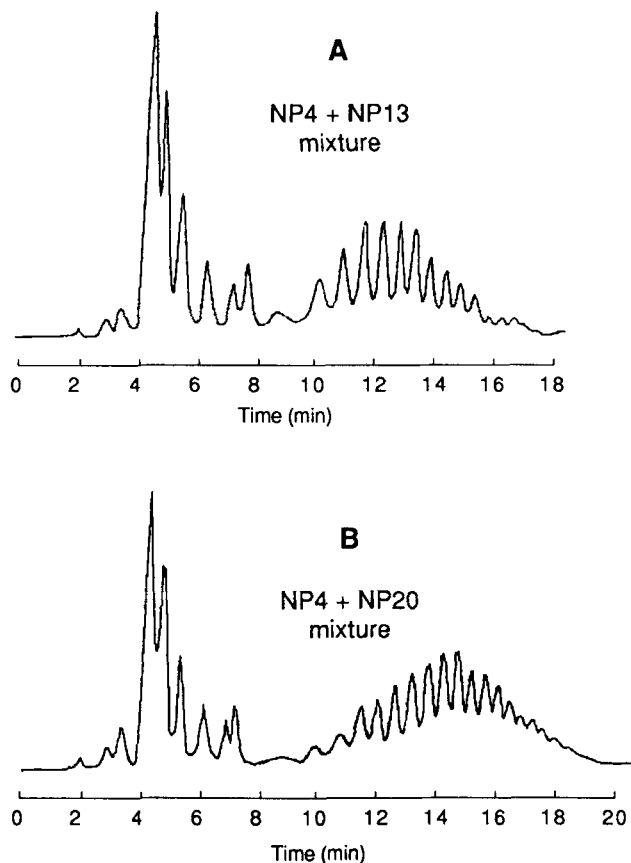 A
NP4 + NP13
mixture
0 2 4 6 8 10 12 14 16 18
Time (min)
B
NP4 + NP20
mixture
0 2 4 6 8 10 12 14 16 18 20
Time (min)